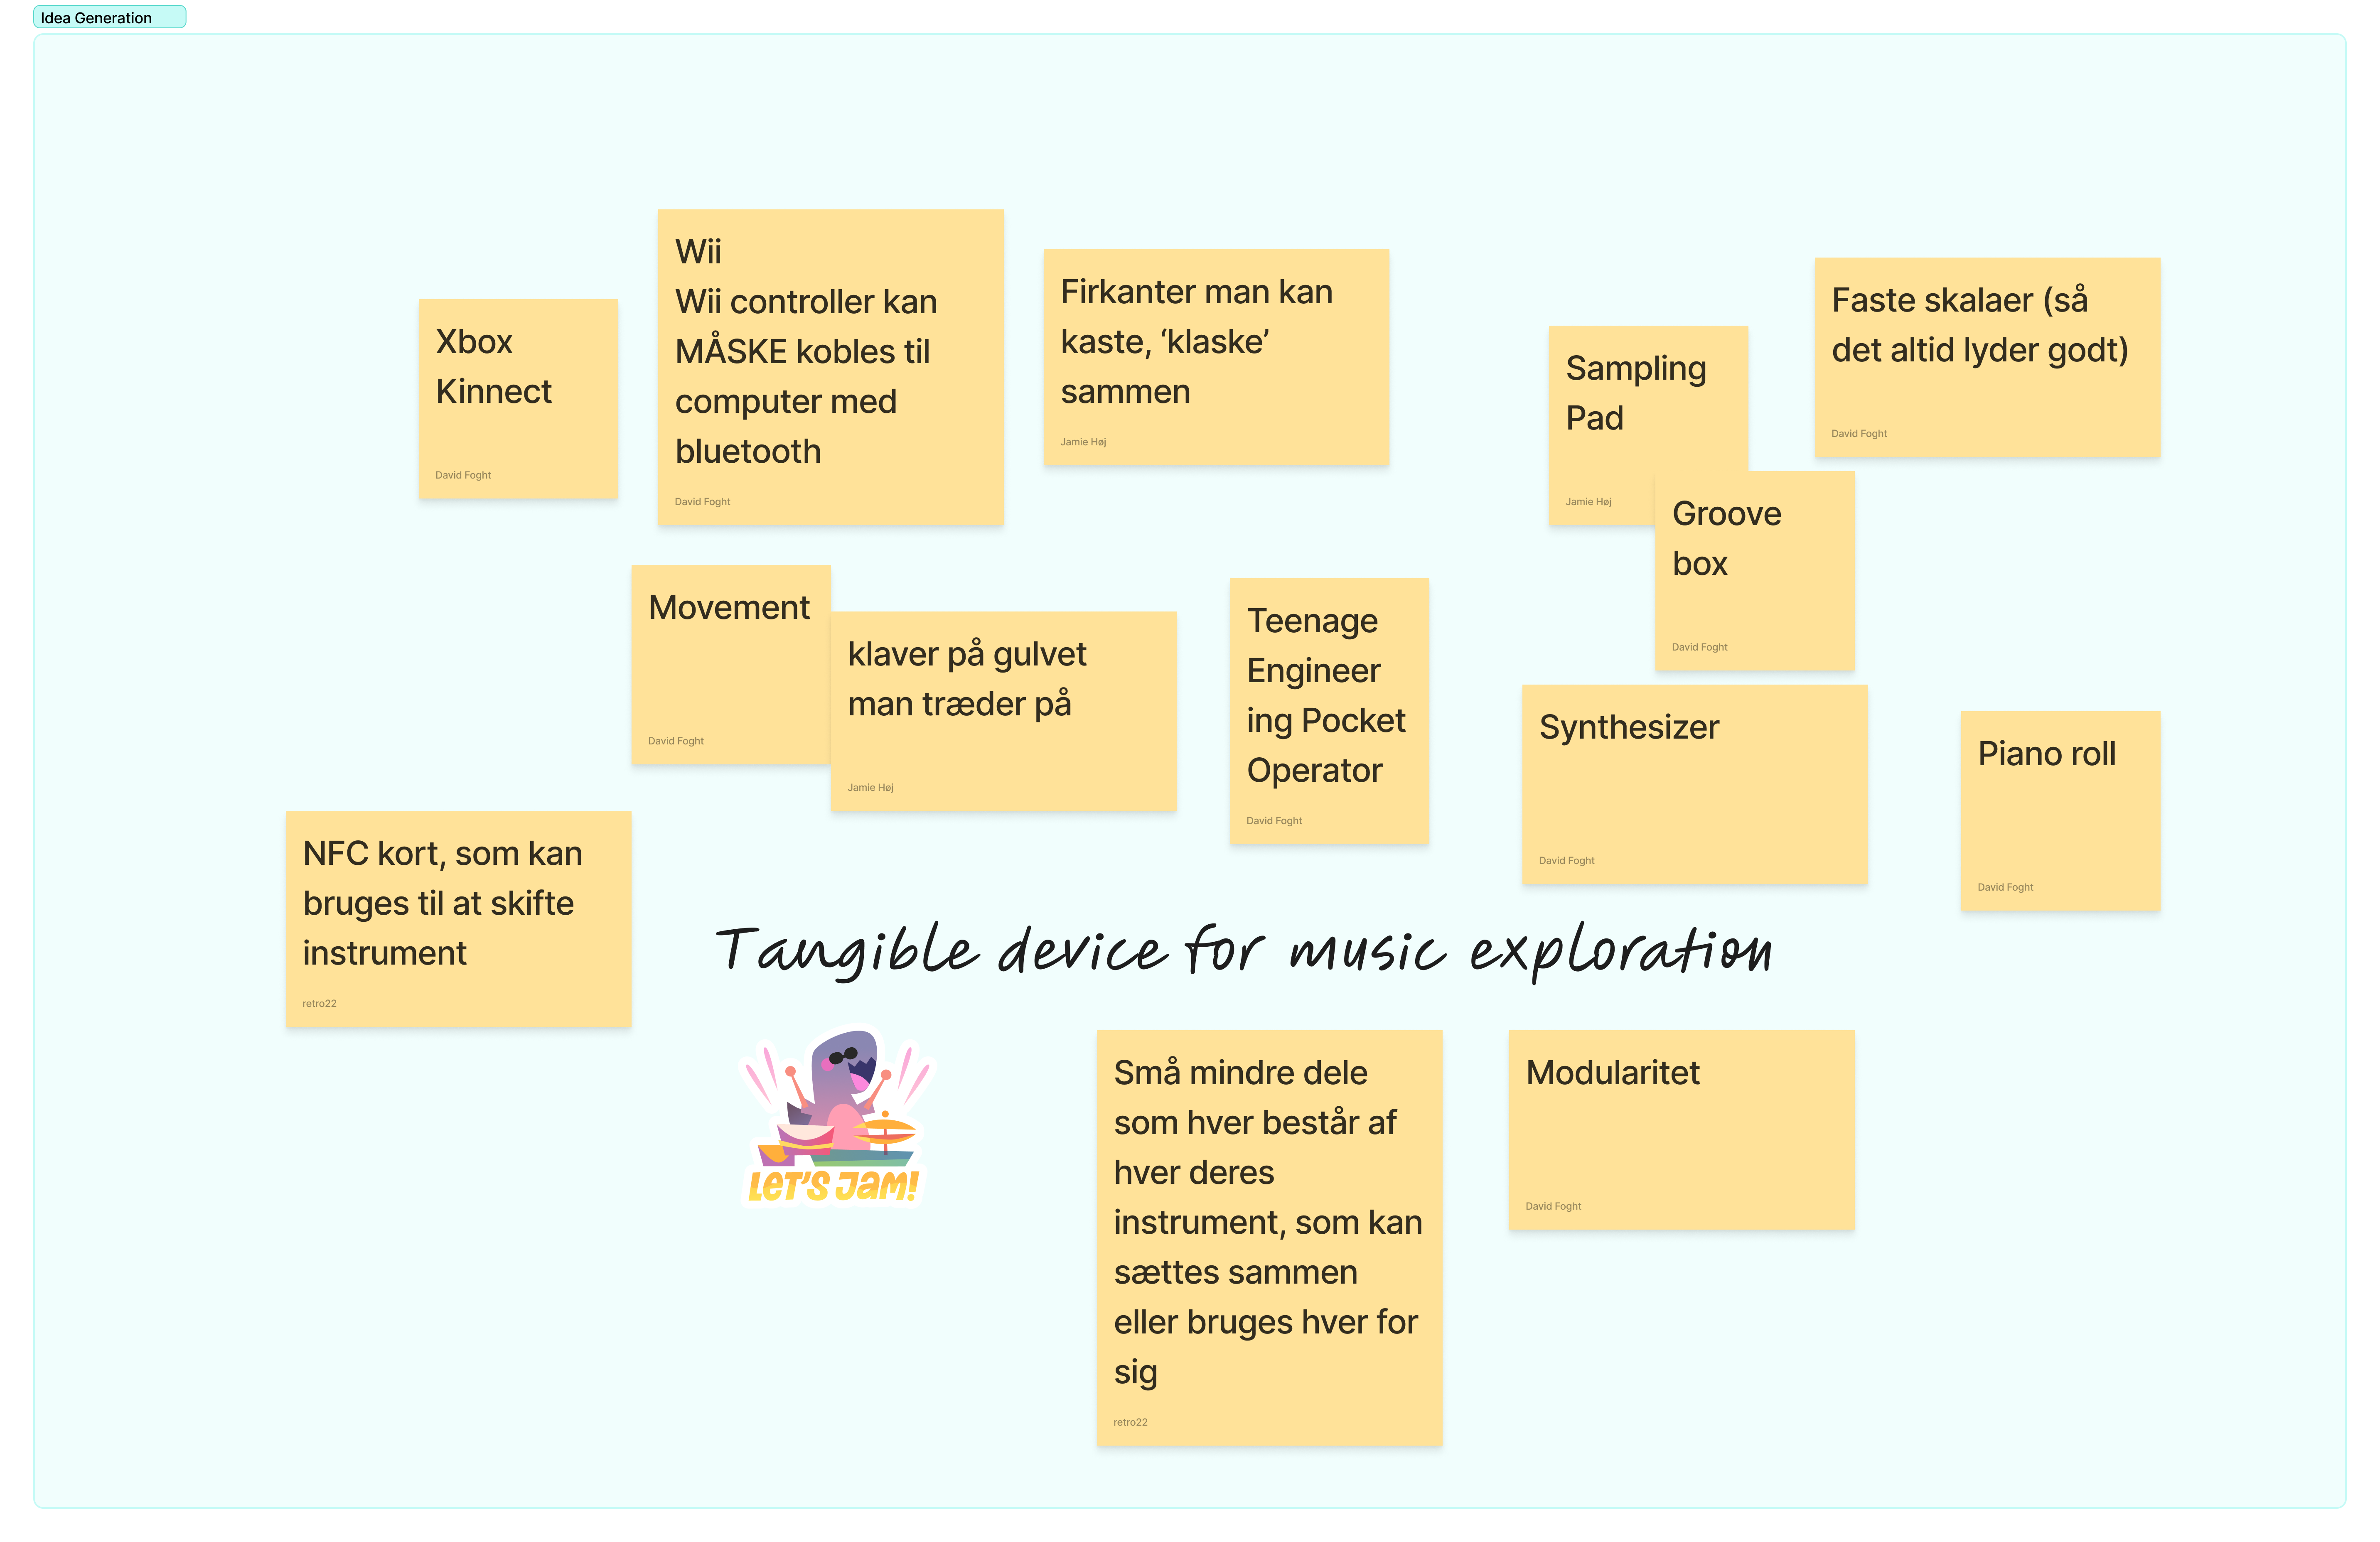 Idea Generation
Xbox
Kinnect
David Foght
Wii
Wii controller kan
MÅSKE kobles til
computer med
bluetooth
David Foght
Firkanter man kan
kaste, ‘klaske’
sammen
Jamie Høj
Sampling
Pad
Jamie Høj
Faste skalaer (så
det altid lyder godt)
David Foght
Groove
box
David Foght
Movement
David Foght
klaver på gulvet
man træder på
Jamie Høj
Teenage
Engineer
ing Pocket
Operator
David Foght
Synthesizer
David Foght
Piano roll
David Foght
NFC kort, som kan
bruges til at skifte
instrument
retro22
Tangible device for music exploration
LET'S JAM!
Små mindre dele
som hver består af
hver deres
instrument, som kan
sættes sammen
eller bruges hver for
sig
retro22
Modularitet
David Foght